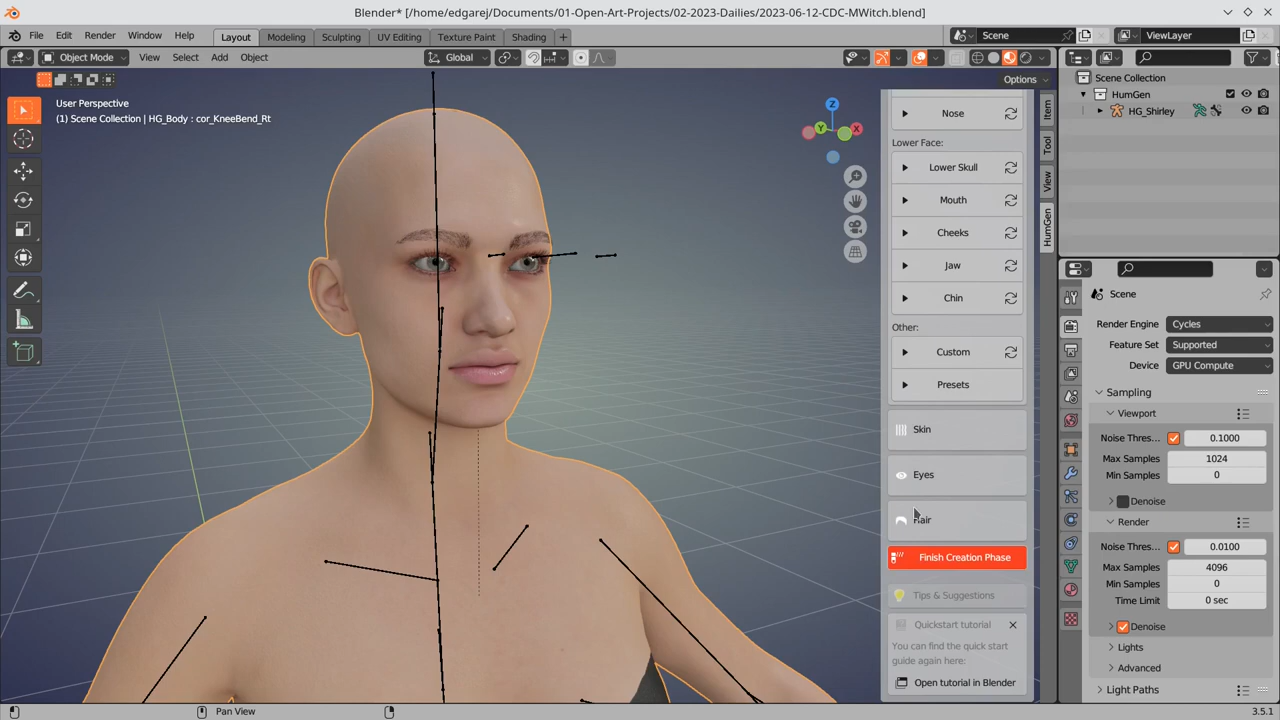 Blender* [/home/edgarej/Documents/01-Open-Art-Projects/02-2023-Dailies/2023-06-12-CDC-MWitch.blend]
File Edit Render Window Help
Layout Modeling Sculpting UV Editing Texture Paint Shading +
Scene
ViewLayer
Object Mode View Select Add Object
Global
Options
User Perspective
(1) Scene Collection | HG_Body : cor_KneeBend_Rt
Z
Y
X
Item
Tool
View
HumGen
Nose
Lower Face:
Lower Skull
Mouth
Cheeks
Jaw
Chin
Other:
Custom
Presets
Skin
Eyes
Hair
Finish Creation Phase
Tips & Suggestions
Quickstart tutorial
You can find the quick start
guide again here:
Open tutorial in Blender
Scene Collection
HumGen
HG_Shirley
Scene
Render Engine Cycles
Feature Set Supported
Device GPU Compute
Sampling
Viewport
Noise Thres... 0.1000
Max Samples 1024
Min Samples 0
Denoise
Render
Noise Thres... 0.0100
Max Samples 4096
Min Samples 0
Time Limit 0 sec
Denoise
Lights
Advanced
Light Paths
Pan View
3.5.1